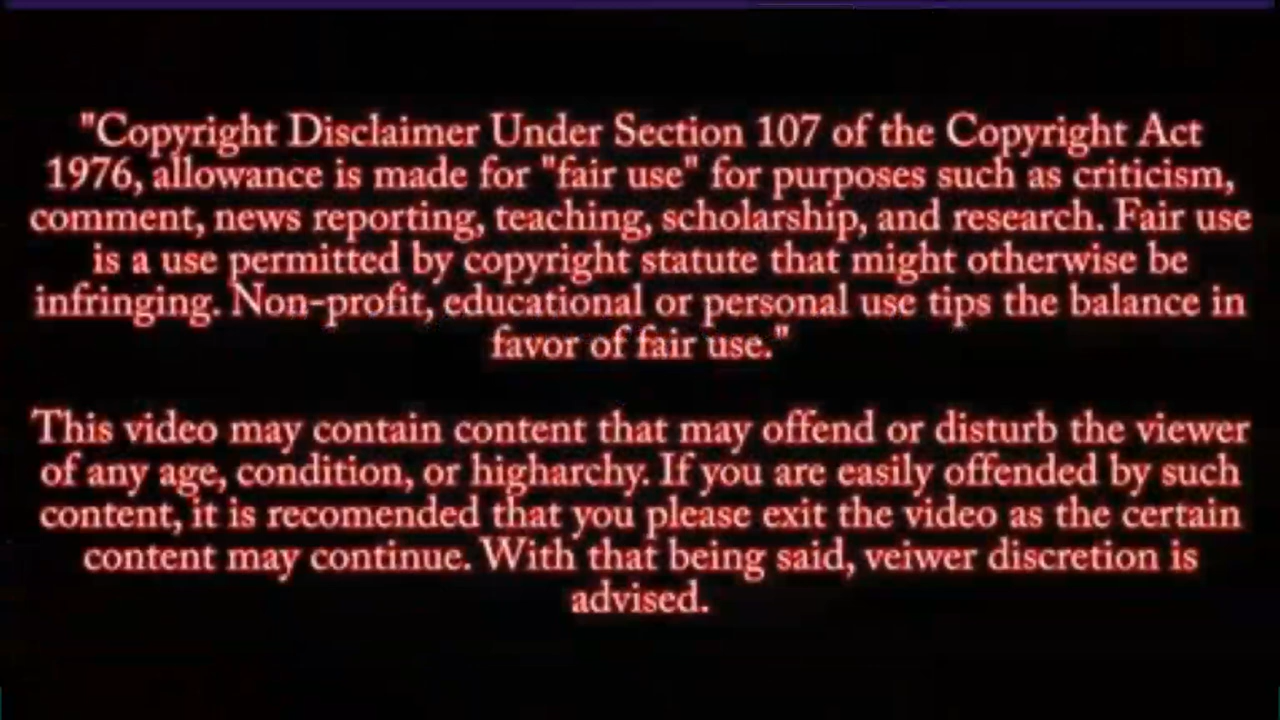 "Copyright Disclaimer Under Section 107 of the Copyright Act
1976, allowance is made for "fair use" for purposes such as criticism,
comment, news reporting, teaching, scholarship, and research. Fair use
is a use permitted by copyright statute that might otherwise be
infringing. Non-profit, educational or personal use tips the balance in
favor of fair use."
This video may contain content that may offend or disturb the viewer
of any age, condition, or higharchy. If you are easily offended by such
content, it is recomended that you please exit the video as the certain
content may continue. With that being said, veiwer discretion is
advised.